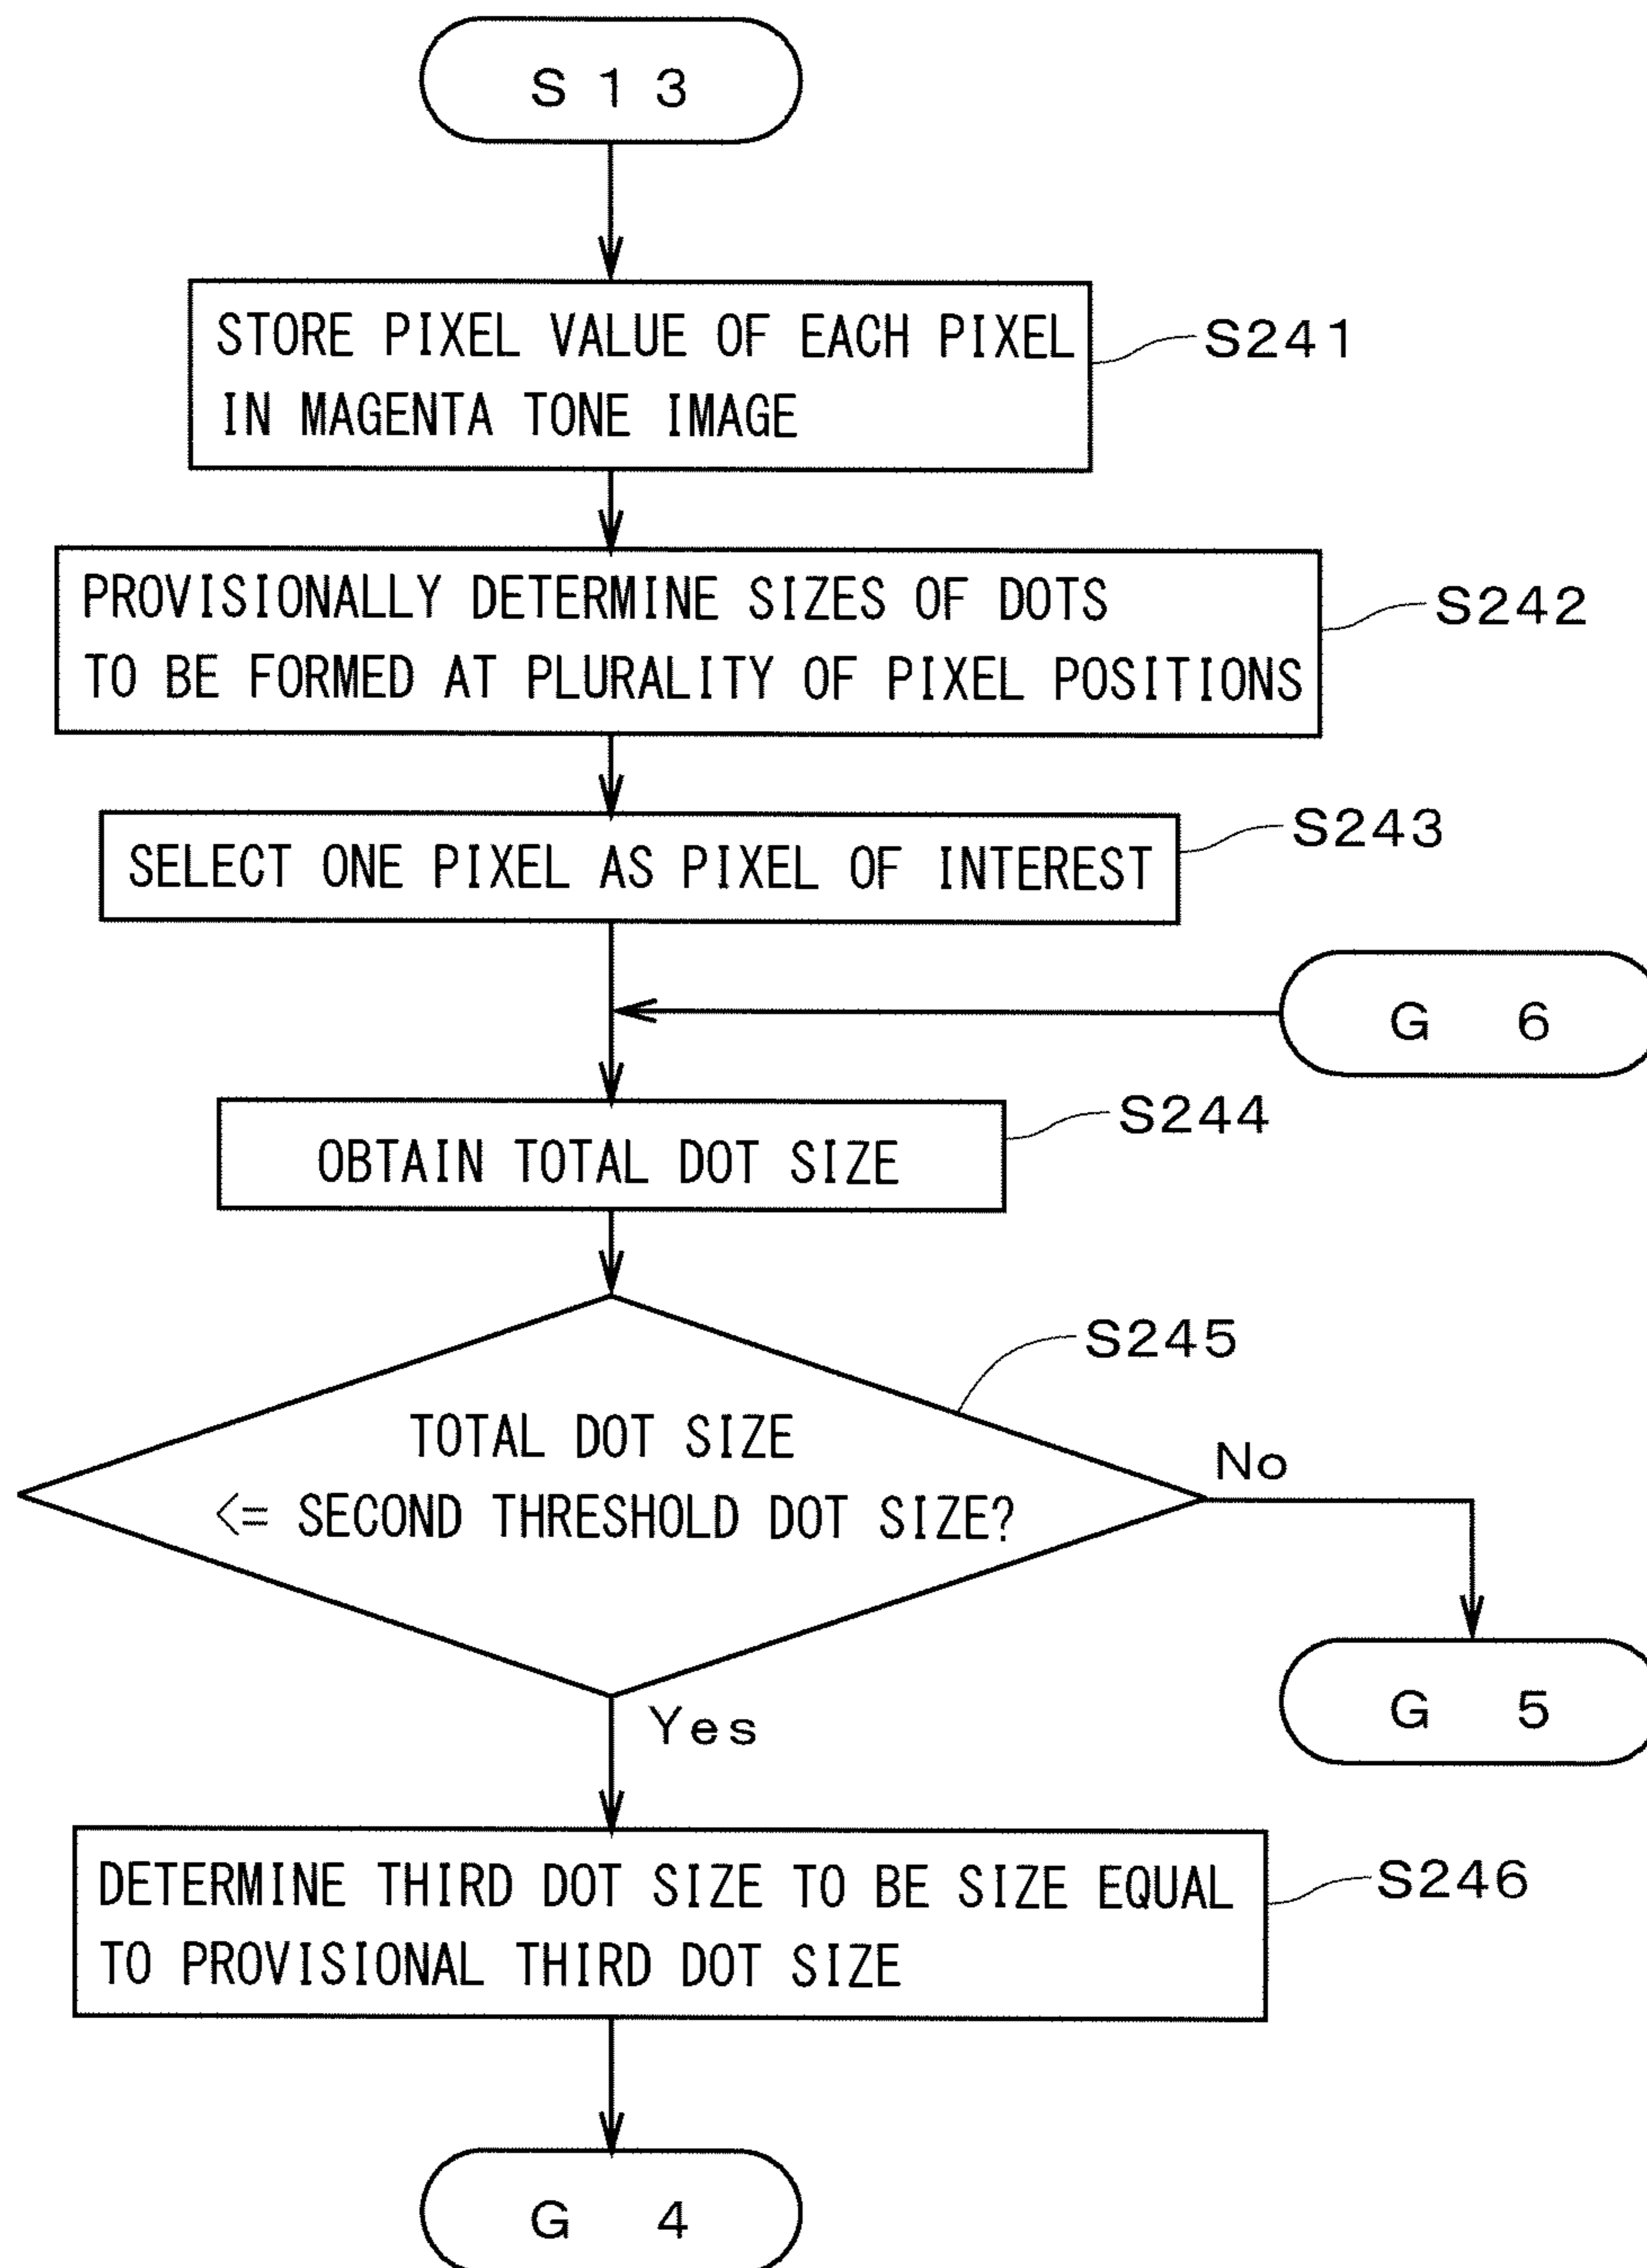 S 1 3
STORE PIXEL VALUE OF EACH PIXEL
IN MAGENTA TONE IMAGE
S241
PROVISIONALLY DETERMINE SIZES OF DOTS
TO BE FORMED AT PLURALITY OF PIXEL POSITIONS
S242
SELECT ONE PIXEL AS PIXEL OF INTEREST
S243
G 6
OBTAIN TOTAL DOT SIZE
S244
TOTAL DOT SIZE
<= SECOND THRESHOLD DOT SIZE?
S245
No
G 5
Yes
DETERMINE THIRD DOT SIZE TO BE SIZE EQUAL
TO PROVISIONAL THIRD DOT SIZE
S246
G 4